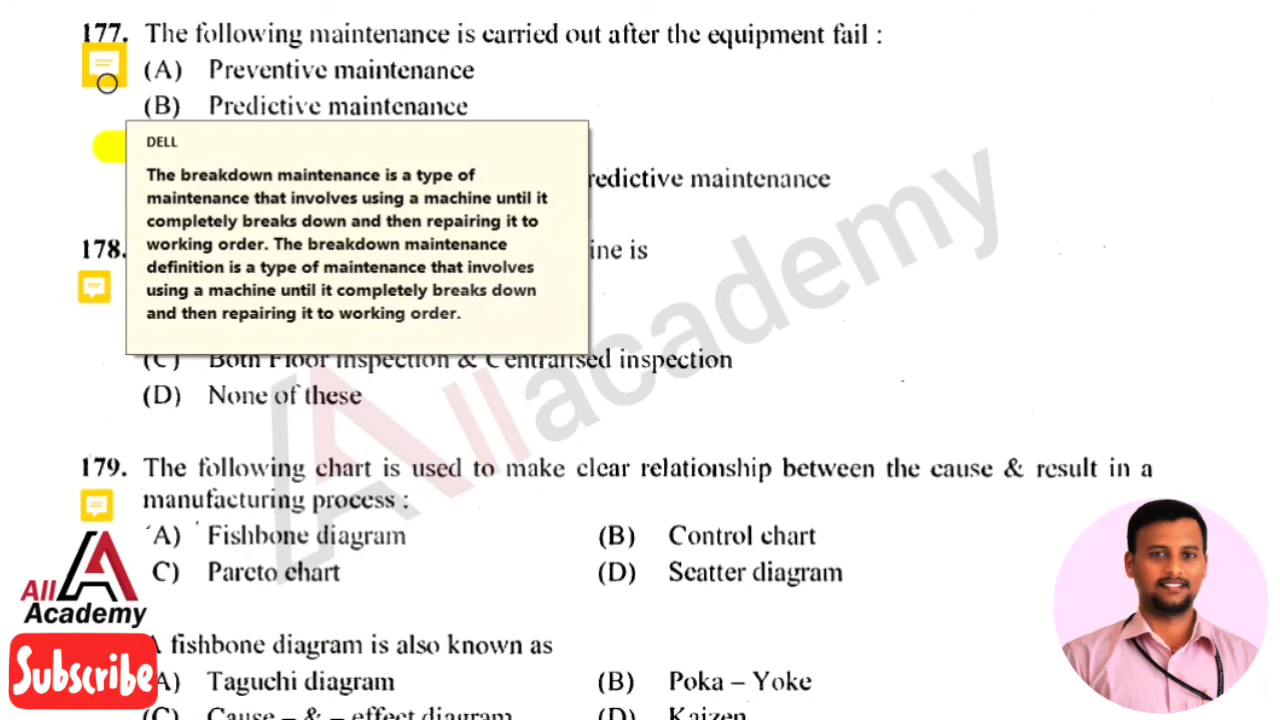 177. The following maintenance is carried out after the equipment fail :
(A) Preventive maintenance
(B) Predictive maintenance
DELL
The breakdown maintenance is a type of
maintenance that involves using a machine until it
completely breaks down and then repairing it to
working order. The breakdown maintenance
definition is a type of maintenance that involves
using a machine until it completely breaks down
and then repairing it to working order.
redictive maintenance
178. ine is
(C) Both Floor inspection & Centralised inspection
(D) None of these
179. The following chart is used to make clear relationship between the cause & result in a
manufacturing process :
A) Fishbone diagram (B) Control chart
C) Pareto chart (D) Scatter diagram
A fishbone diagram is also known as
A) Taguchi diagram (B) Poka – Yoke
(C) Cause – & – effect diagram (D) Kaizen
All academy
All
Academy
Subscribe